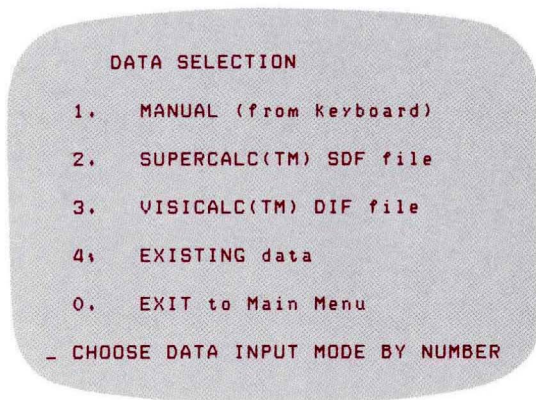 DATA SELECTION
1. MANUAL (from Keyboard)
2. SUPERCALC(TM) SDF file
3. VISICALC(TM) DIF file
4. EXISTING data
0. EXIT to Main Menu
_ CHOOSE DATA INPUT MODE BY NUMBER